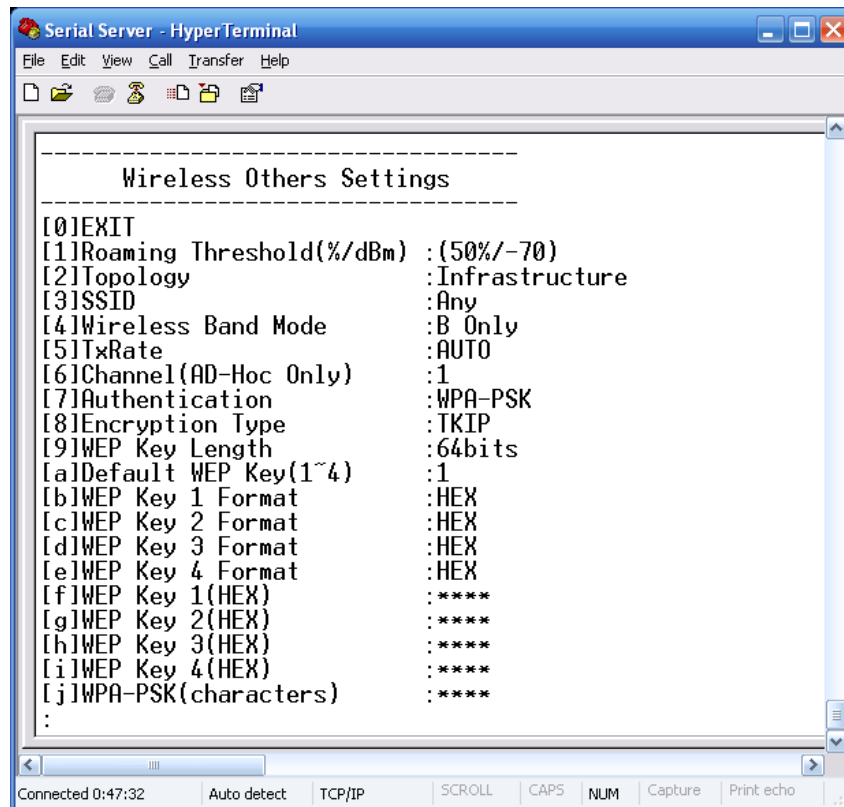 Serial Server - HyperTerminal
File Edit View Call Transfer Help
-----------------------------------
Wireless Others Settings
-----------------------------------
[0]EXIT
[1]Roaming Threshold(%/dBm) :(50%/-70)
[2]Topology :Infrastructure
[3]SSID :Any
[4]Wireless Band Mode :B Only
[5]TxRate :AUTO
[6]Channel(AD-Hoc Only) :1
[7]Authentication :WPA-PSK
[8]Encryption Type :TKIP
[9]WEP Key Length :64bits
[a]Default WEP Key(1~4) :1
[b]WEP Key 1 Format :HEX
[c]WEP Key 2 Format :HEX
[d]WEP Key 3 Format :HEX
[e]WEP Key 4 Format :HEX
[f]WEP Key 1(HEX) :****
[g]WEP Key 2(HEX) :****
[h]WEP Key 3(HEX) :****
[i]WEP Key 4(HEX) :****
[j]WPA-PSK(characters) :****
:
Connected 0:47:32 Auto detect TCP/IP SCROLL CAPS NUM Capture Print echo